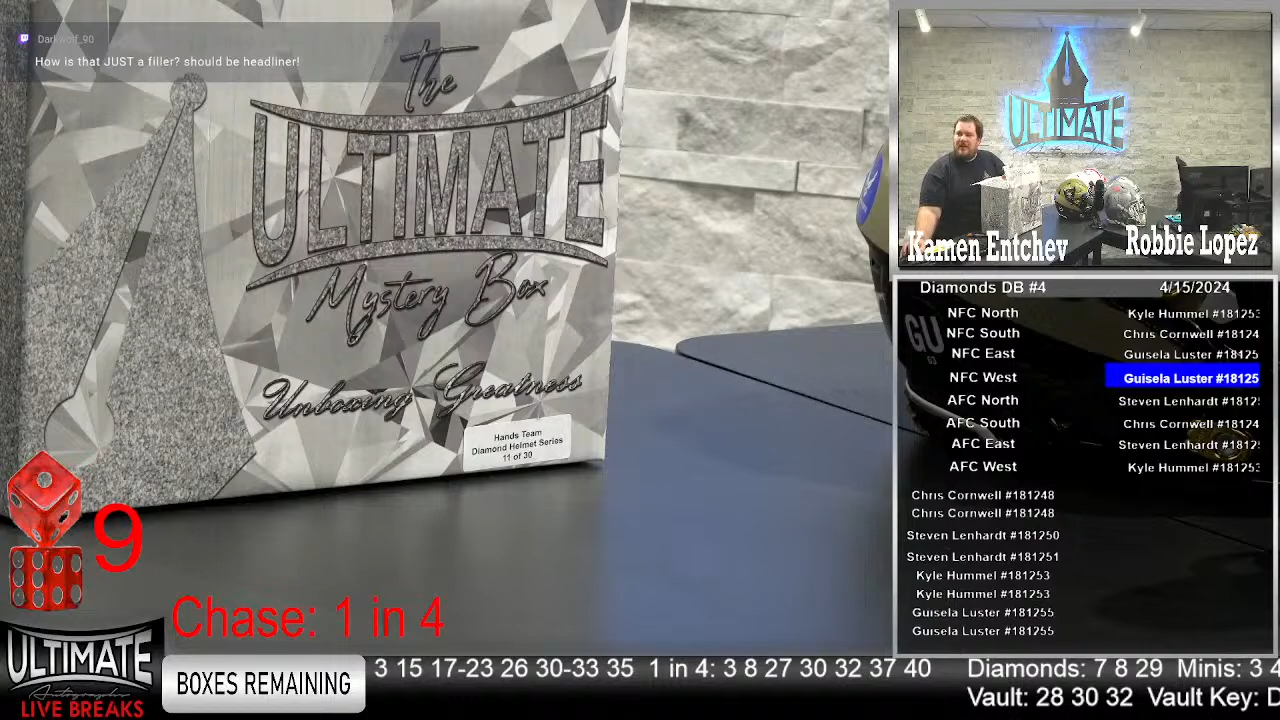 Darkwolf_90
How is that JUST a filler? should be headliner!
The
ULTIMATE
Mystery Box
Unboxing Greatness
Hands Team
Diamond Helmet Series
11 of 30
9
Chase: 1 in 4
ULTIMATE
Autographs
LIVE BREAKS
BOXES REMAINING
3 15 17-23 26 30-33 35 1 in 4: 3 8 27 30 32 37 40 Diamonds: 7 8 29 Minis: 3 4
Vault: 28 30 32 Vault Key: D
ULTIMATE
Kamen Entchev
Robbie Lopez
Diamonds DB #4 4/15/2024
NFC North Kyle Hummel #181253
NFC South Chris Cornwell #18124
NFC East Guisela Luster #18125
NFC West Guisela Luster #18125
AFC North Steven Lenhardt #1812
AFC South Chris Cornwell #18124
AFC East Steven Lenhardt #1812
AFC West Kyle Hummel #181253
Chris Cornwell #181248
Chris Cornwell #181248
Steven Lenhardt #181250
Steven Lenhardt #181251
Kyle Hummel #181253
Kyle Hummel #181253
Guisela Luster #181255
Guisela Luster #181255
GU